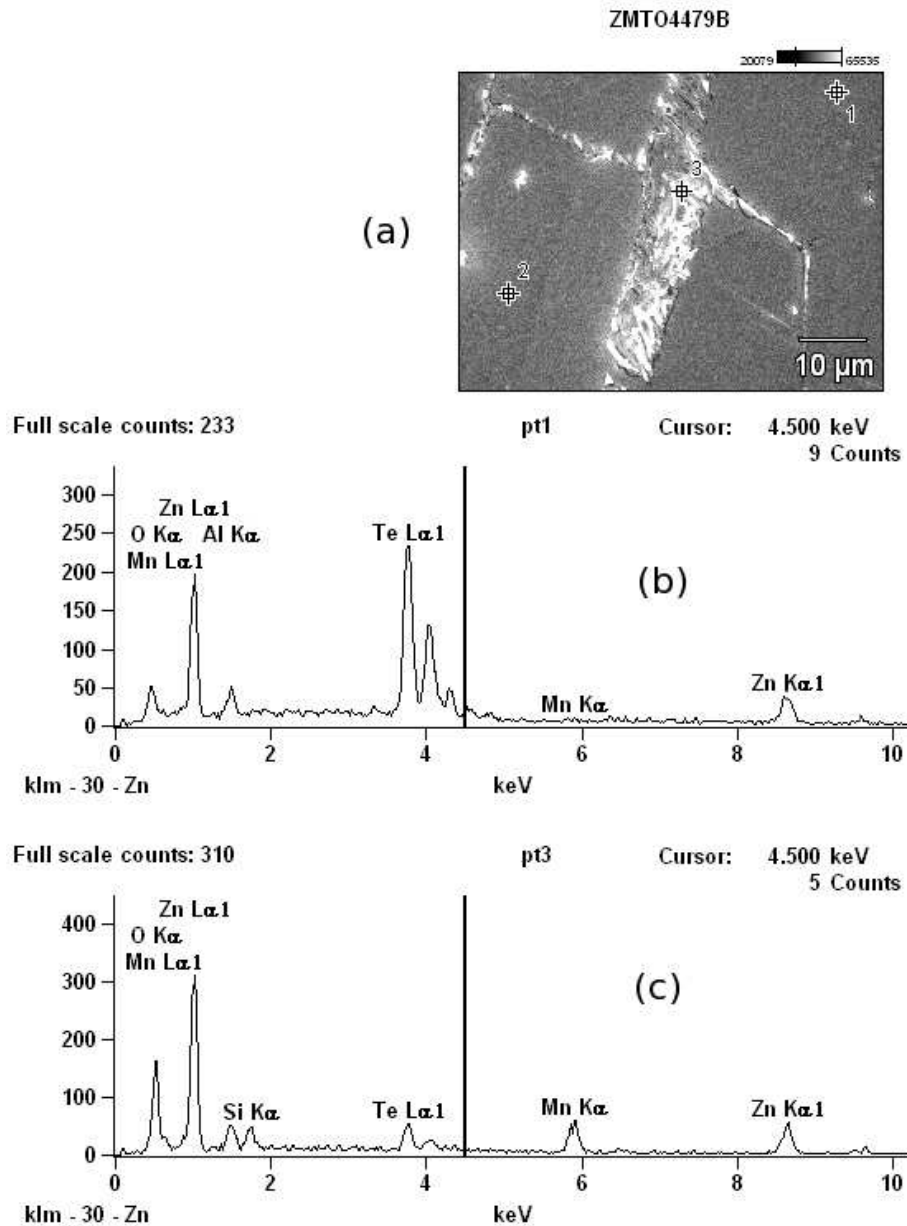 ZMTO4479B
20079 65535
1
3
(a)
2
10 µm
Full scale counts: 233 pt1 Cursor: 4.500 keV
9 Counts
300
Zn Lα1
250
O Kα Al Kα Te Lα1
Mn Lα1
200
(b)
150
100
50
Mn Kα Zn Kα1
0
0 2 4 6 8 10
klm - 30 - Zn keV
Full scale counts: 310 pt3 Cursor: 4.500 keV
5 Counts
400
Zn Lα1
O Kα
Mn Lα1
300
(c)
200
100
Si Kα Te Lα1 Mn Kα Zn Kα1
0
0 2 4 6 8 10
klm - 30 - Zn keV